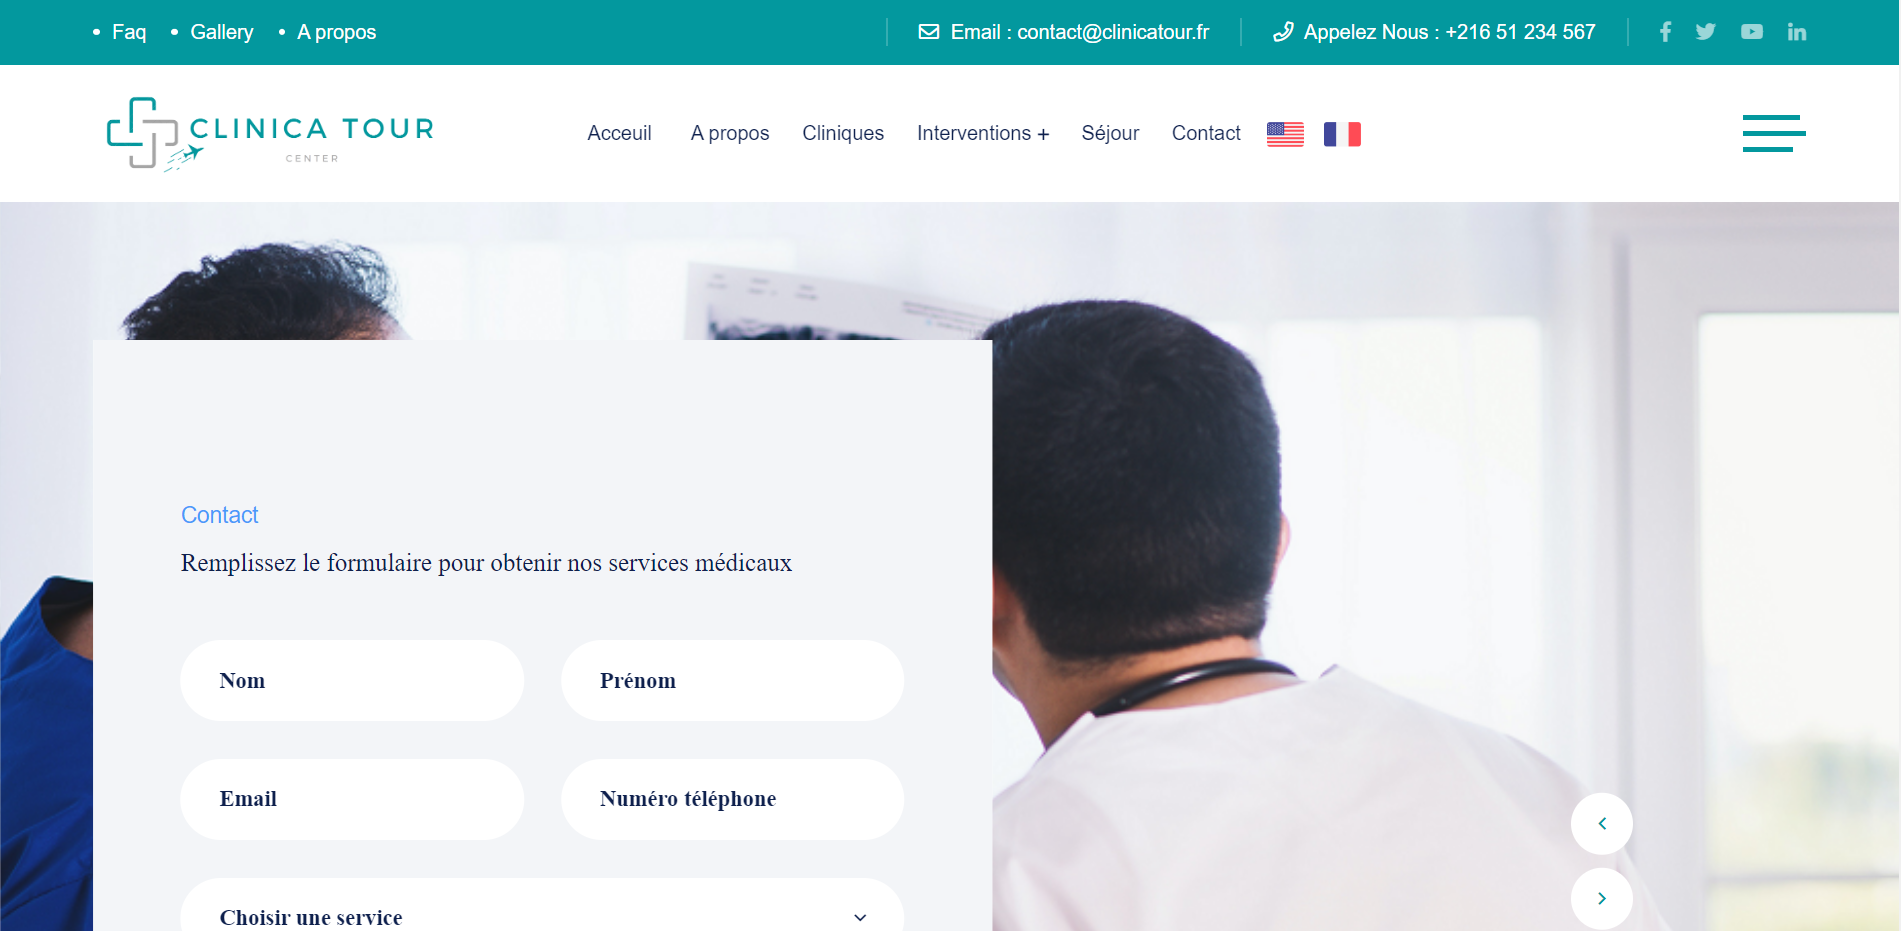 Faq
Gallery
A propos
Email : contact@clinicatour.fr
Appelez Nous : +216 51 234 567
CLINICA TOUR
CENTER
Acceuil
A propos
Cliniques
Interventions +
Séjour
Contact
Contact
Remplissez le formulaire pour obtenir nos services médicaux
Nom
Prénom
Email
Numéro téléphone
Choisir une service